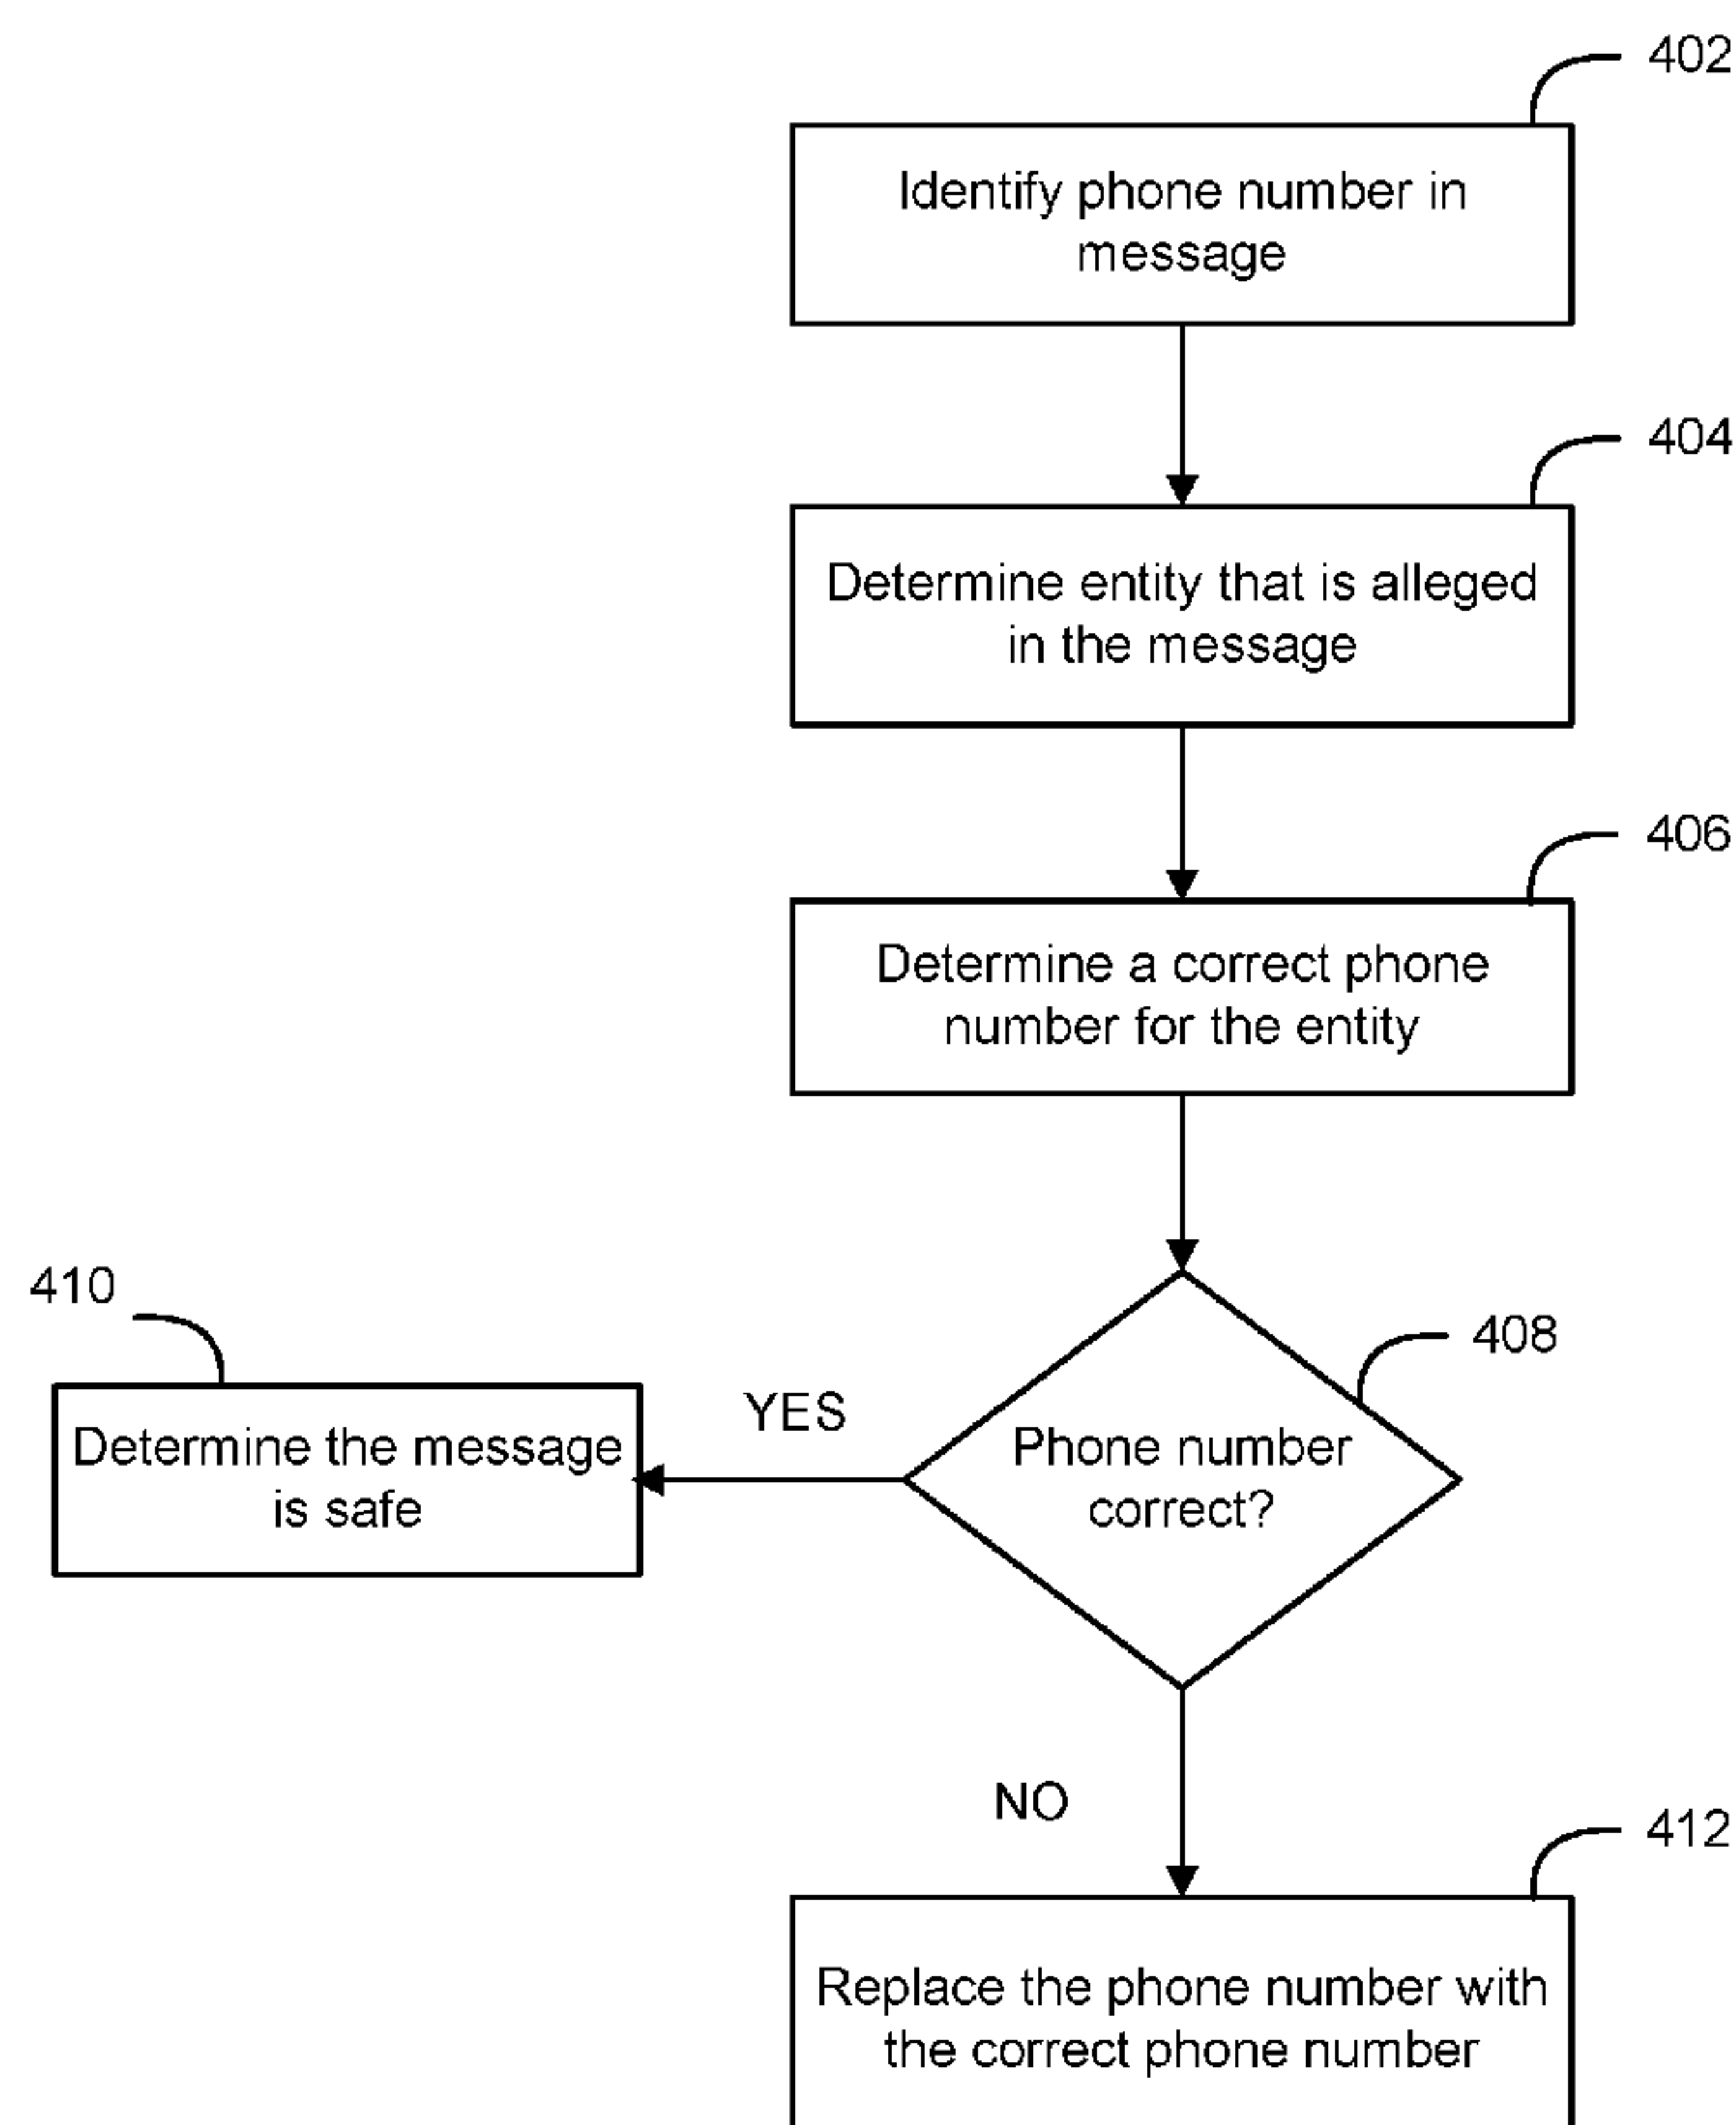 402
Identify phone number in
message
404
Determine entity that is alleged
in the message
406
Determine a correct phone
number for the entity
410
408
YES
Determine the message
is safe
Phone number
correct?
NO
412
Replace the phone number with
the correct phone number